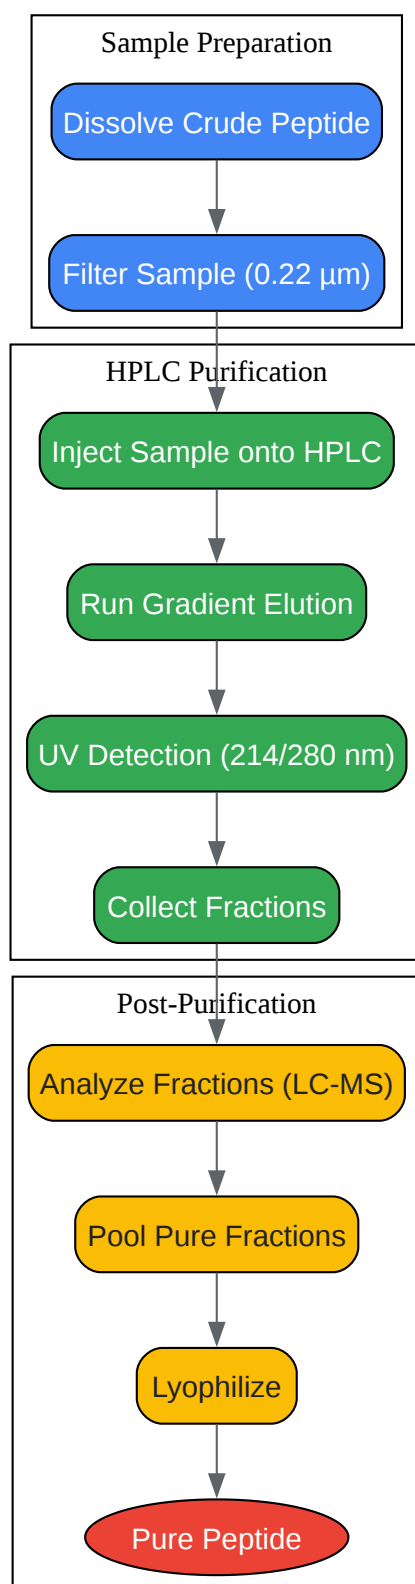 Sample Preparation
Dissolve Crude Peptide
Filter Sample (0.22 µm)
HPLC Purification
Inject Sample onto HPLC
Run Gradient Elution
UV Detection (214/280 nm)
Collect Fractions
Post-Purification
Analyze Fractions (LC-MS)
Pool Pure Fractions
Lyophilize
Pure Peptide